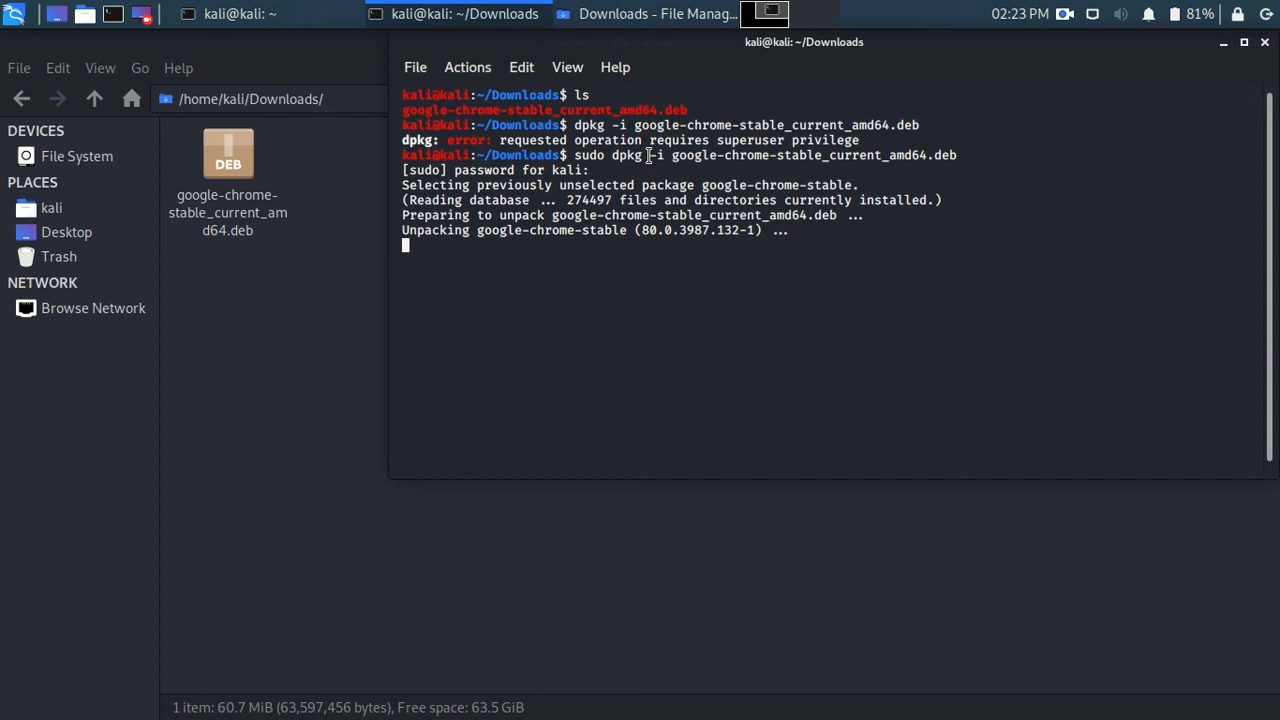 kali@kali: ~
kali@kali: ~/Downloads
Downloads - File Manag...
02:23 PM
81%
File Edit View Go Help
/home/kali/Downloads/
DEVICES
File System
PLACES
kali
Desktop
Trash
NETWORK
Browse Network
DEB
google-chrome-
stable_current_am
d64.deb
1 item: 60.7 MiB (63,597,456 bytes), Free space: 63.5 GiB
kali@kali: ~/Downloads
File Actions Edit View Help
kali@kali:~/Downloads$ ls
google-chrome-stable_current_amd64.deb
kali@kali:~/Downloads$ dpkg -i google-chrome-stable_current_amd64.deb
dpkg: error: requested operation requires superuser privilege
kali@kali:~/Downloads$ sudo dpkg -i google-chrome-stable_current_amd64.deb
[sudo] password for kali:
Selecting previously unselected package google-chrome-stable.
(Reading database ... 274497 files and directories currently installed.)
Preparing to unpack google-chrome-stable_current_amd64.deb ...
Unpacking google-chrome-stable (80.0.3987.132-1) ...